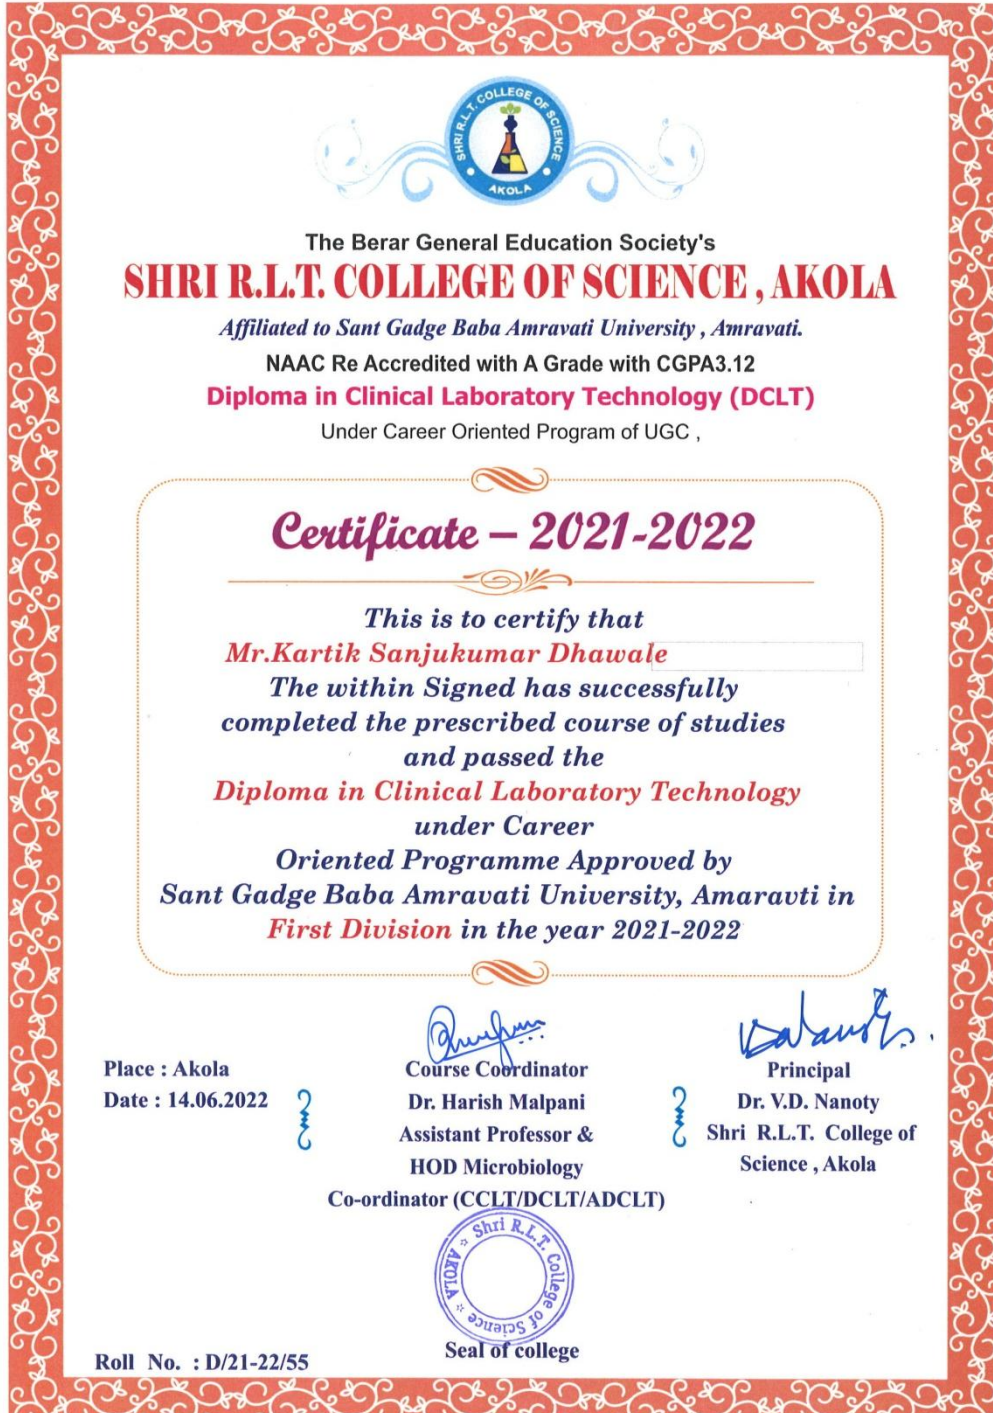 SHRI R.L.T. COLLEGE OF SCIENCE
AKOLA
The Berar General Education Society's
SHRI R.L.T. COLLEGE OF SCIENCE , AKOLA
Affiliated to Sant Gadge Baba Amravati University , Amravati.
NAAC Re Accredited with A Grade with CGPA3.12
Diploma in Clinical Laboratory Technology (DCLT)
Under Career Oriented Program of UGC ,
Certificate – 2021-2022
This is to certify that
Mr.Kartik Sanjukumar Dhawale
The within Signed has successfully
completed the prescribed course of studies
and passed the
Diploma in Clinical Laboratory Technology
under Career
Oriented Programme Approved by
Sant Gadge Baba Amravati University, Amaravti in
First Division in the year 2021-2022
Place : Akola
Date : 14.06.2022
Course Coordinator
Dr. Harish Malpani
Assistant Professor &
HOD Microbiology
Co-ordinator (CCLT/DCLT/ADCLT)
Principal
Dr. V.D. Nanoty
Shri R.L.T. College of
Science , Akola
Shri R.L.T. College of Science
AKOLA
Seal of college
Roll No. : D/21-22/55